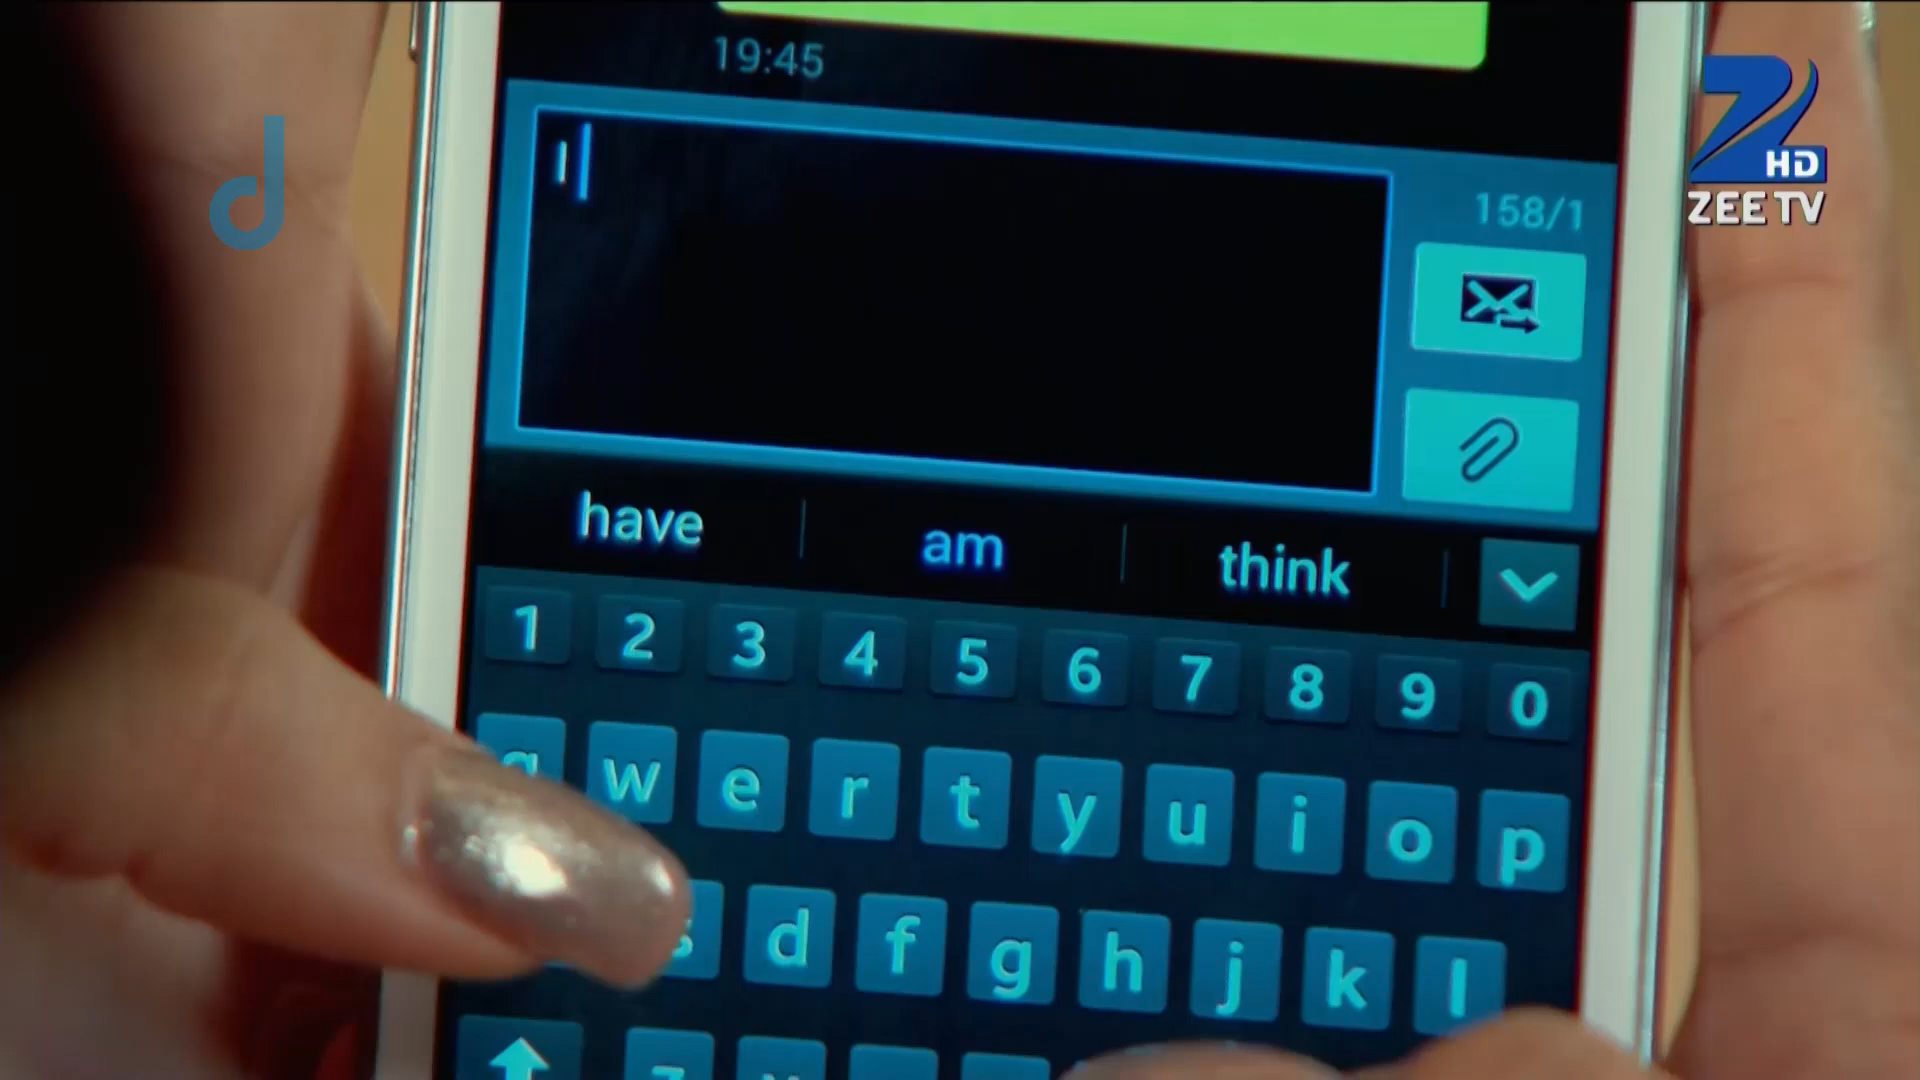 19:45
I
158/1
HD
ZEE TV
d
have am think
1 2 3 4 5 6 7 8 9 0
q w e r t y u i o p
s d f g h j k l